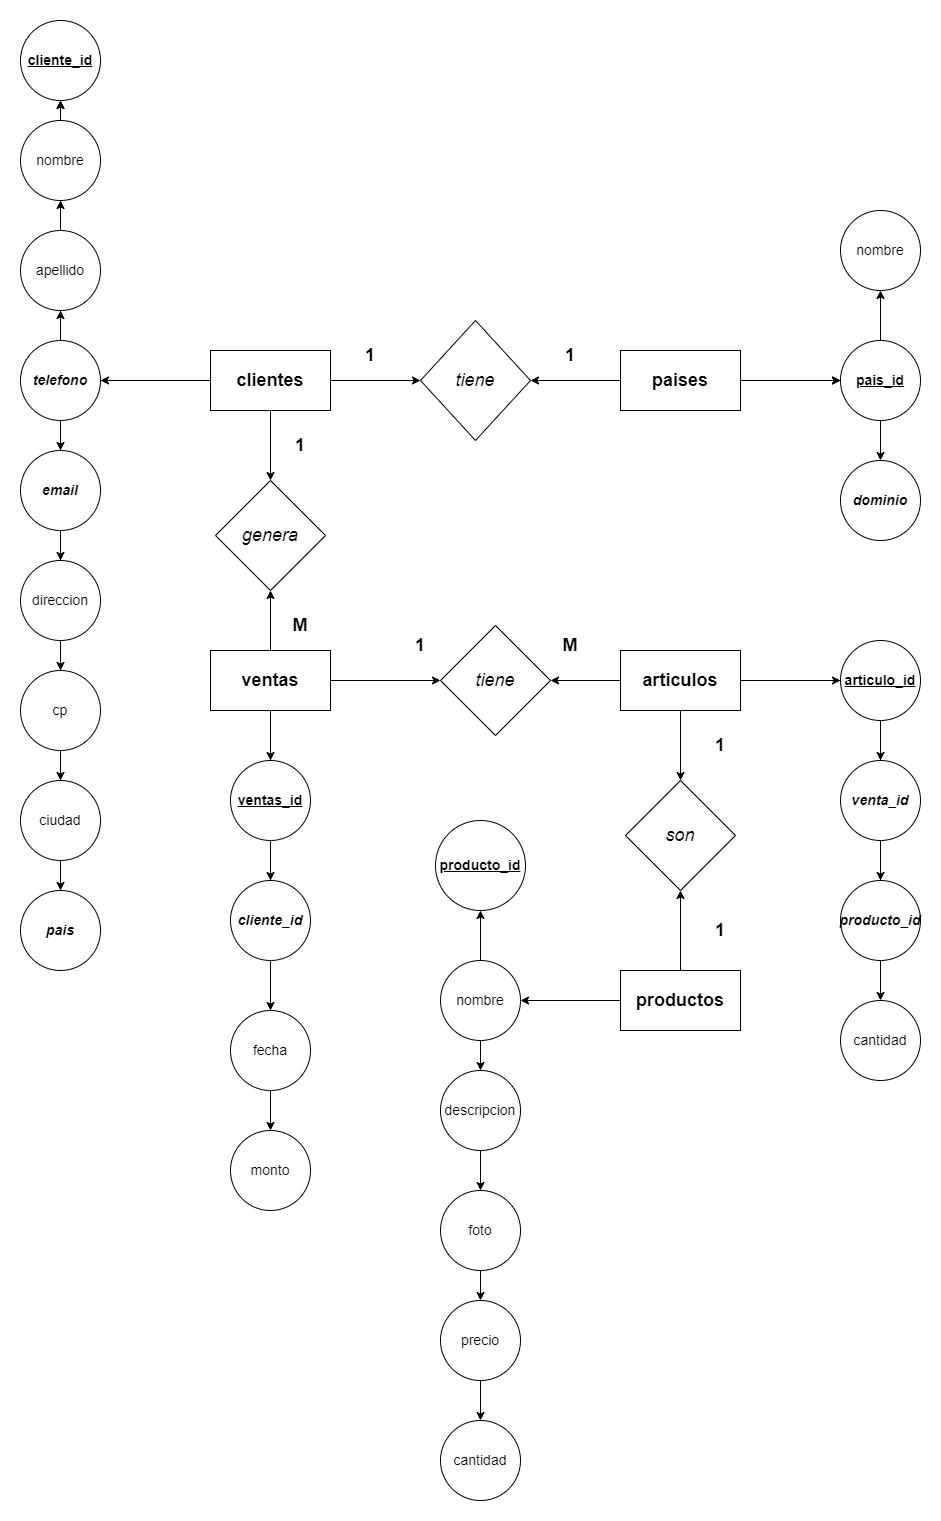 cliente_id
nombre
apellido
telefono
email
direccion
cp
ciudad
pais
clientes
1
tiene
1
paises
nombre
pais_id
dominio
1
genera
M
ventas
1
tiene
M
articulos
articulo_id
venta_id
producto_id
cantidad
ventas_id
cliente_id
fecha
monto
1
son
1
productos
producto_id
nombre
descripcion
foto
precio
cantidad